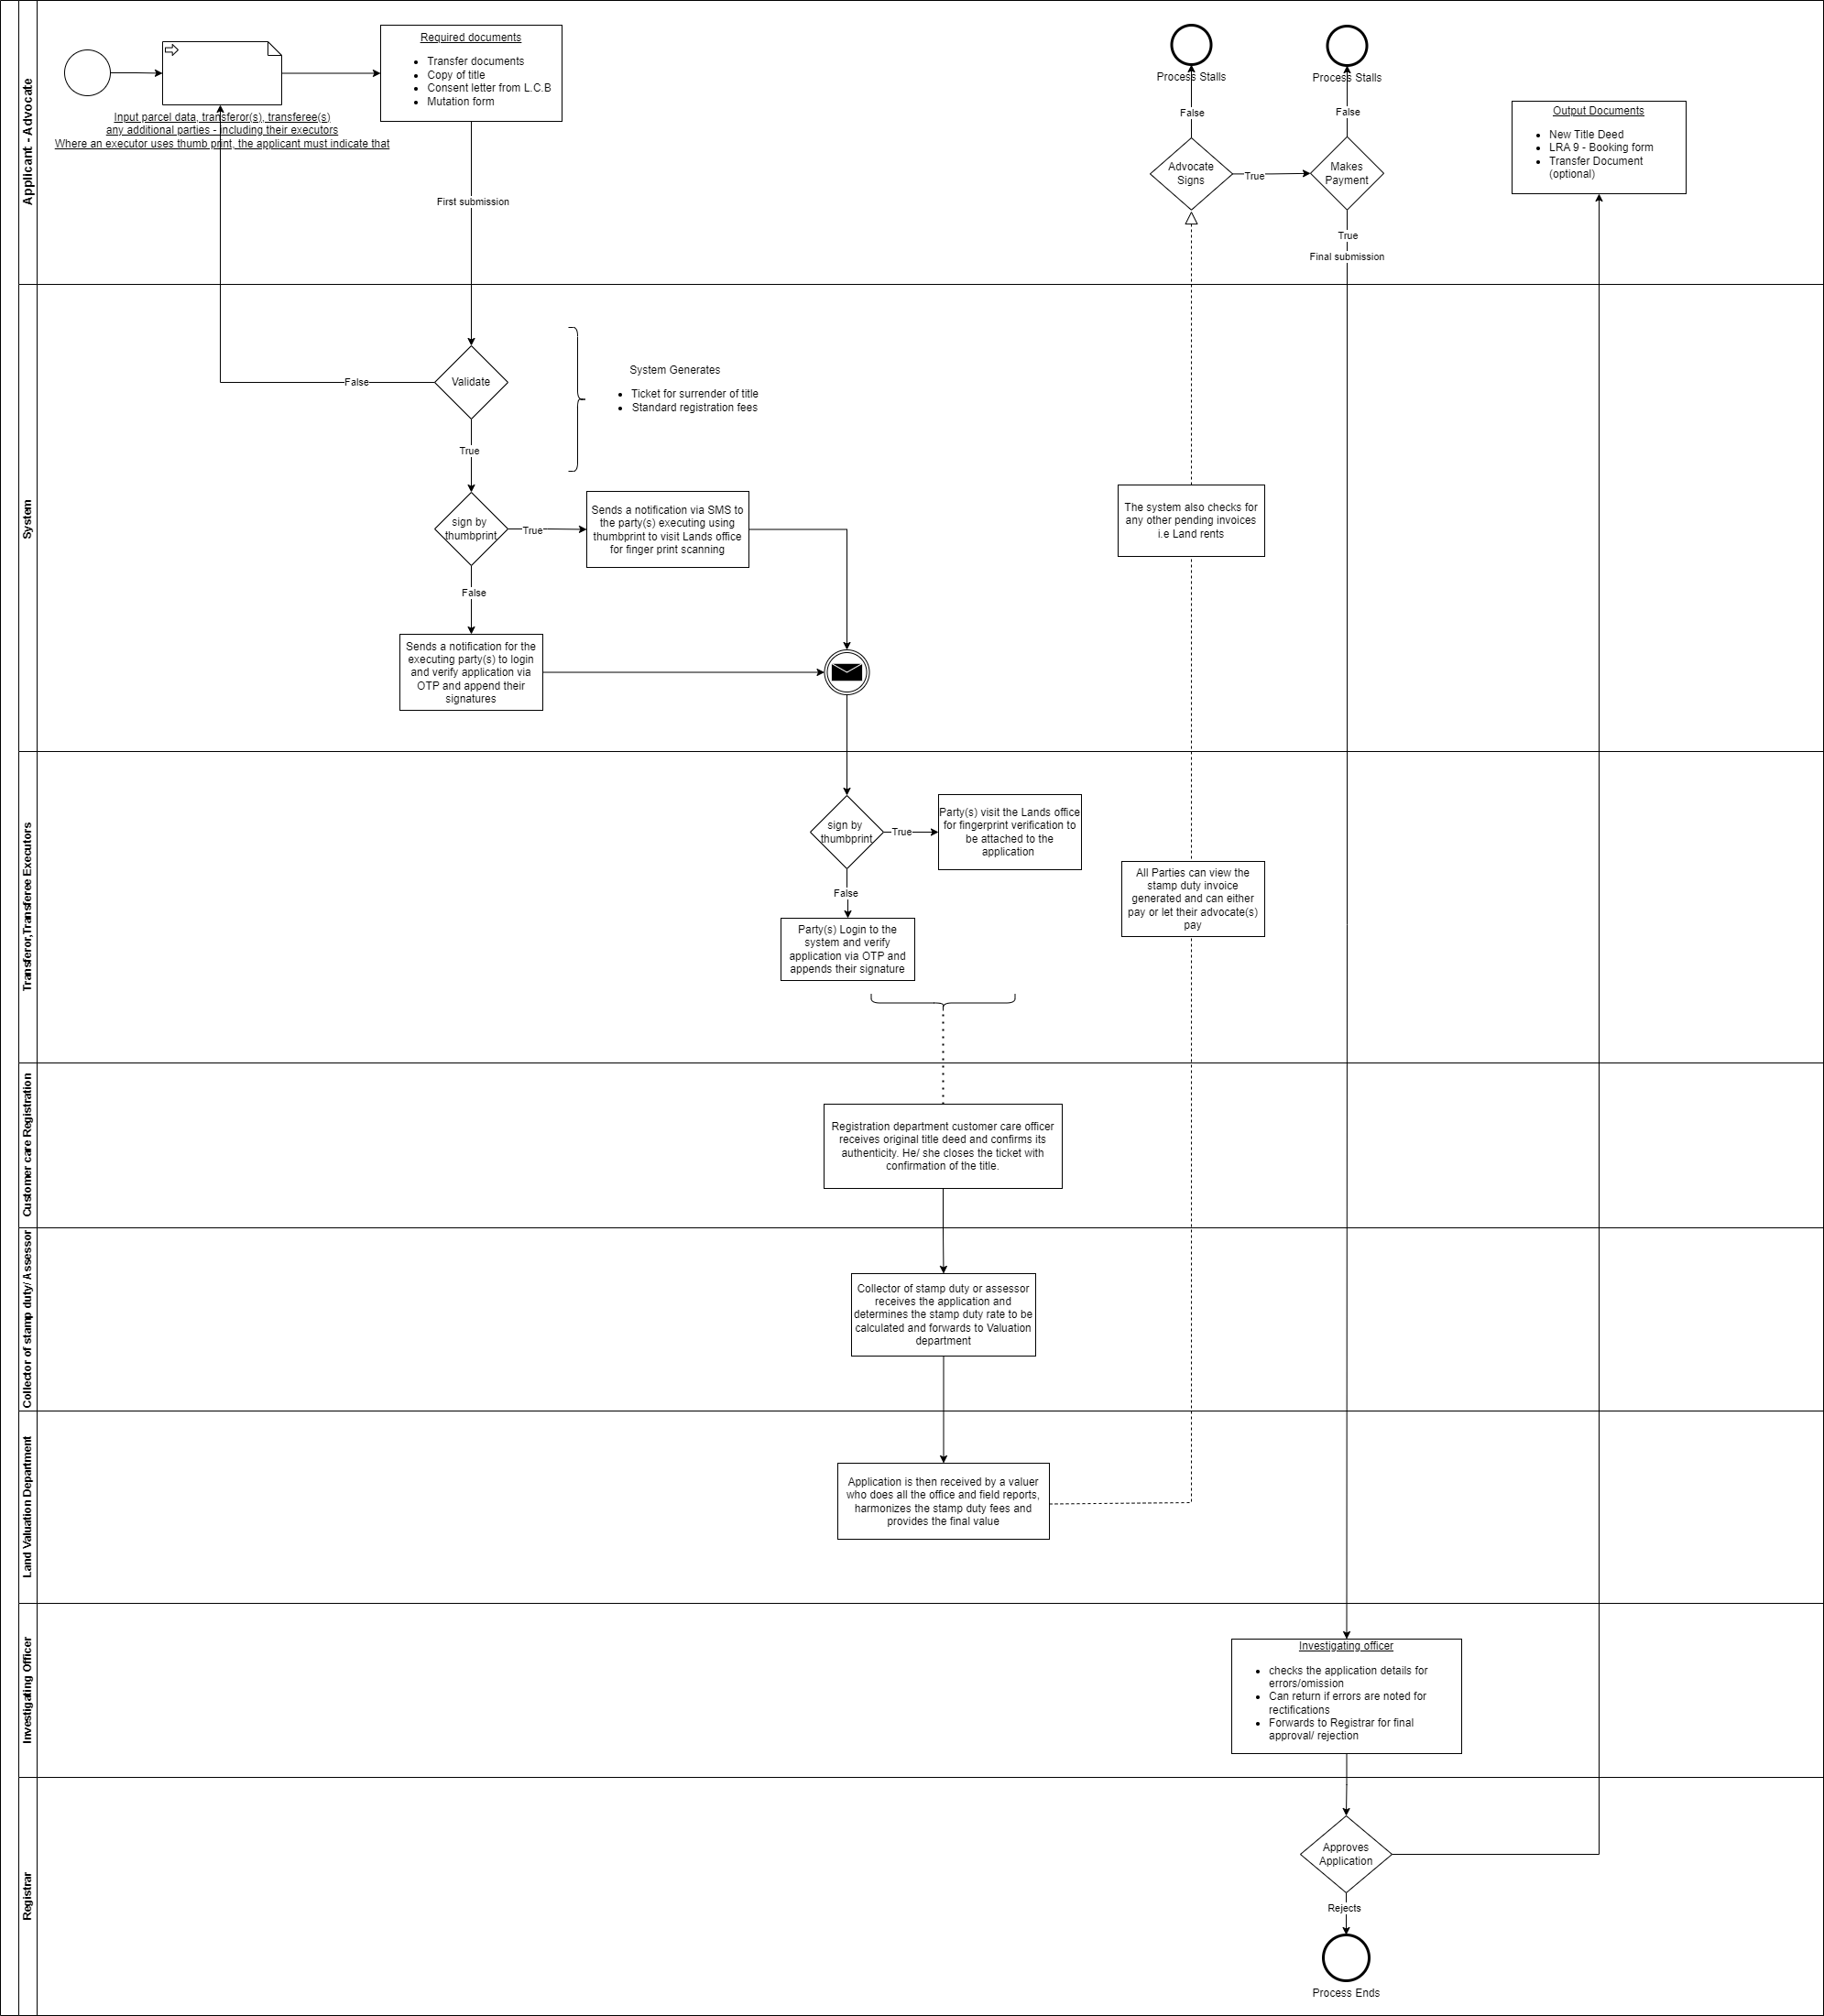 Applicant - Advocate
Input parcel data, transferor(s), transferee(s)
any additional parties - including their executors
Where an executor uses thumb print, the applicant must indicate that
Required documents
Transfer documents
Copy of title
Consent letter from L.C.B
Mutation form
First submission
Process Stalls
False
Advocate
Signs
True
Process Stalls
False
Makes
Payment
True
Final submission
Output Documents
New Title Deed
LRA 9 - Booking form
Transfer Document
(optional)
System
Validate
False
True
System Generates
Ticket for surrender of title
Standard registration fees
sign by
thumbprint
True
Sends a notification via SMS to
the party(s) executing using
thumbprint to visit Lands office
for finger print scanning
False
Sends a notification for the
executing party(s) to login
and verify application via
OTP and append their
signatures
The system also checks for
any other pending invoices
i.e Land rents
Transferor,Transferee Executors
sign by
thumbprint
True
Party(s) visit the Lands office
for fingerprint verification to
be attached to the
application
False
Party(s) Login to the
system and verify
application via OTP and
appends their signature
All Parties can view the
stamp duty invoice
generated and can either
pay or let their advocate(s)
pay
Customer care Registration
Registration department customer care officer
receives original title deed and confirms its
authenticity. He/ she closes the ticket with
confirmation of the title.
Collector of stamp duty/ Assessor
Collector of stamp duty or assessor
receives the application and
determines the stamp duty rate to be
calculated and forwards to Valuation
department
Land Valuation Department
Application is then received by a valuer
who does all the office and field reports,
harmonizes the stamp duty fees and
provides the final value
Investigating Officer
Investigating officer
checks the application details for
errors/omission
Can return if errors are noted for
rectifications
Forwards to Registrar for final
approval/ rejection
Registrar
Approves
Application
Rejects
Process Ends